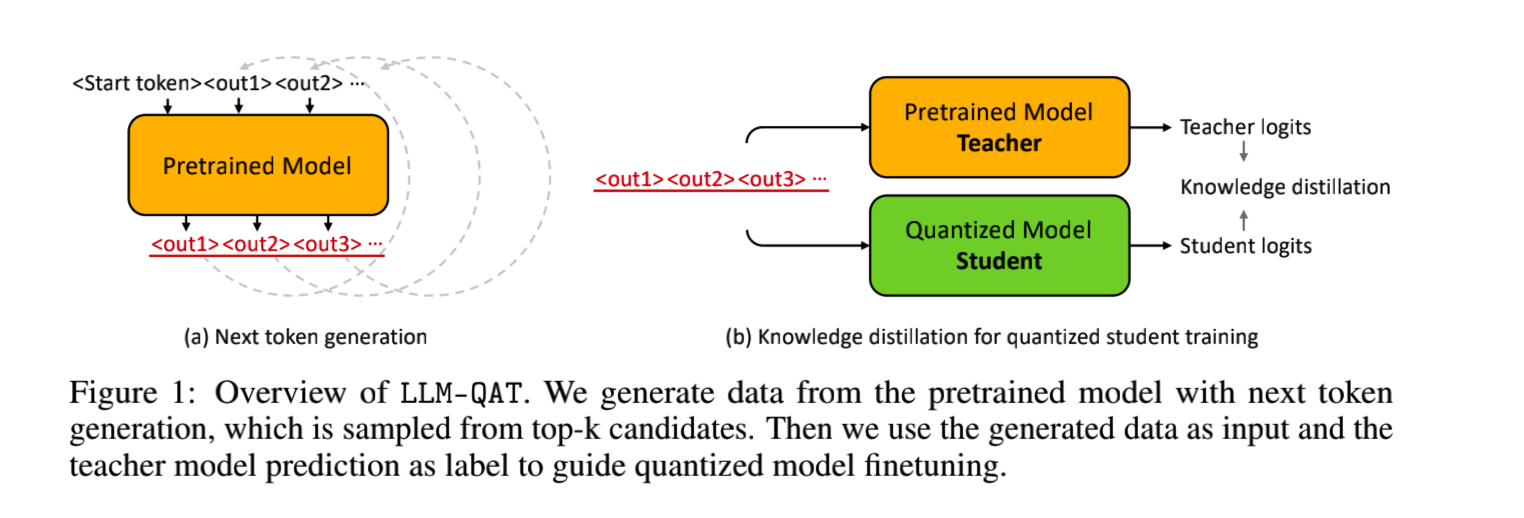 <Start token><out1><out2> ...
Pretrained Model
<out1><out2><out3> ...
(a) Next token generation
<out1><out2><out3> ...
Pretrained Model
Teacher
Quantized Model
Student
Teacher logits
Knowledge distillation
Student logits
(b) Knowledge distillation for quantized student training
Figure 1: Overview of LLM-QAT. We generate data from the pretrained model with next token
generation, which is sampled from top-k candidates. Then we use the generated data as input and the
teacher model prediction as label to guide quantized model finetuning.